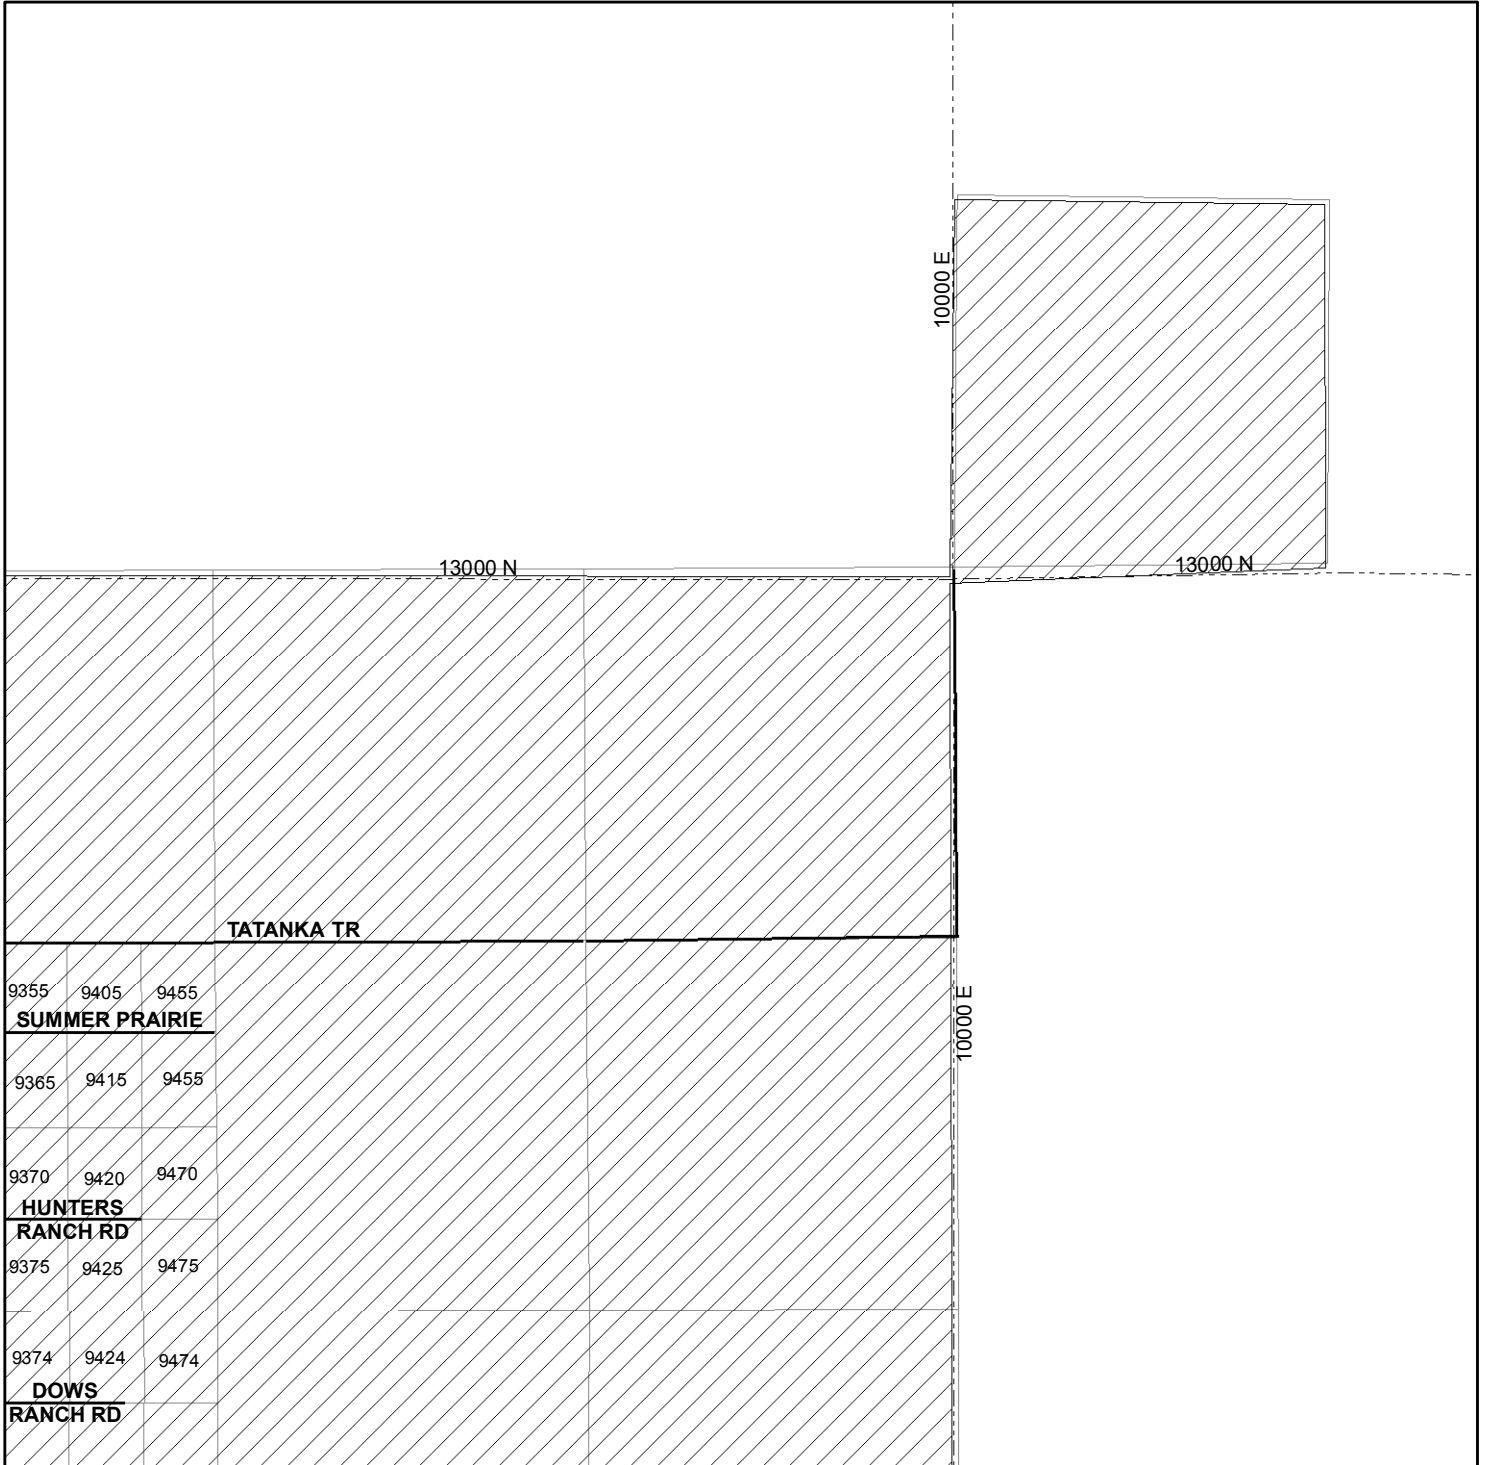 10000 E
13000 N
13000 N
TATANKA TR
9355 9405 9455
SUMMER PRAIRIE
10000 E
9365 9415 9455
9370 9420 9470
HUNTERS
RANCH RD
9375 9425 9475
9374 9424 9474
DOWS
RANCH RD